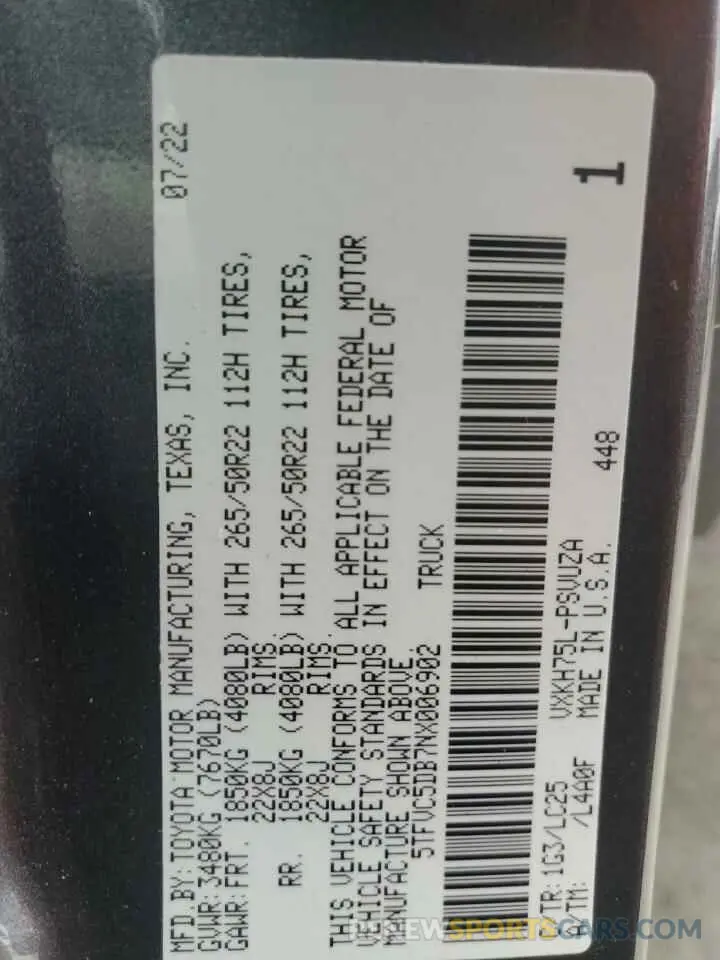 MFD.BY:TOYOTA MOTOR MANUFACTURING, TEXAS, INC. 07/22
GVWR:3480KG (7670LB)
GAWR:FRT. 1850KG (4080LB) WITH 265/50R22 112H TIRES,
22X8J RIMS.
RR. 1850KG (4080LB) WITH 265/50R22 112H TIRES,
22X8J RIMS.
THIS VEHICLE CONFORMS TO ALL APPLICABLE FEDERAL MOTOR
VEHICLE SAFETY STANDARDS IN EFFECT ON THE DATE OF
MANUFACTURE SHOWN ABOVE.
5TFVC5DB7NX006902 TRUCK
/TR:1G3/LC25 VXKH75L-PSVUZA
/TM: /L4A0F MADE IN U.S.A. 448
1
RENEWSPORTSCARS.COM